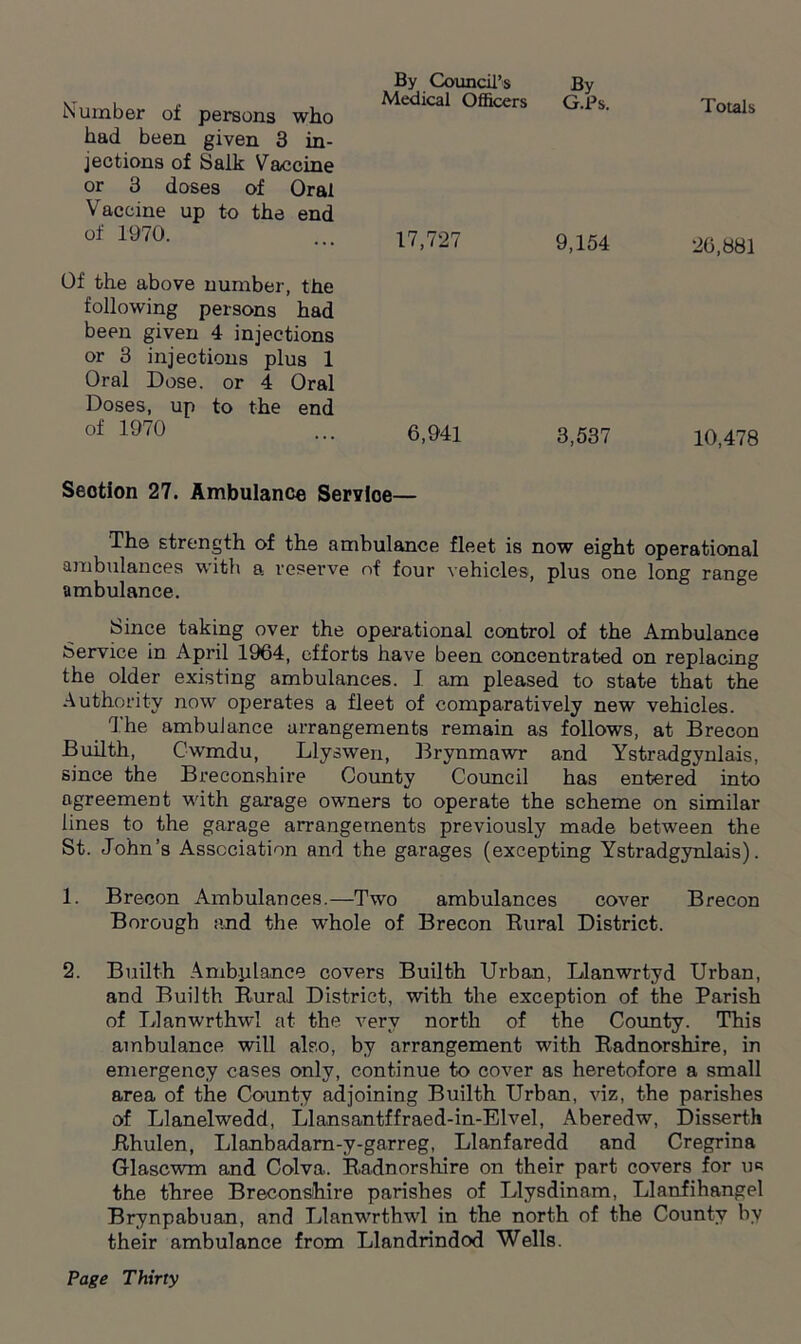 By Council's By
Medical Officers G.Ps. Totals
Number of persons who
had been given 3 in-
jections of Salk Vaccine
or 3 doses of Oral
Vaccine up to the end
of 1970. ... 17,727 9,154 26,881
Of the above number, the
following persons had
been given 4 injections
or 3 injections plus 1
Oral Dose. or 4 Oral
Doses, up to the end
of 1970 ... 6,941 3,537 10,478
Section 27. Ambulance Service—
The strength of the ambulance fleet is now eight operational
ambulances with a reserve of four vehicles, plus one long range
ambulance.
Since taking over the operational control of the Ambulance
Service in April 1964, efforts have been concentrated on replacing
the older existing ambulances. I am pleased to state that the
Authority now operates a fleet of comparatively new vehicles.
The ambulance arrangements remain as follows, at Brecon
Builth, Cwmdu, Llyswen, Brynmawr and Ystradgynlais,
since the Breconshire County Council has entered into
agreement with garage owners to operate the scheme on similar
lines to the garage arrangements previously made between the
St. John's Association and the garages (excepting Ystradgynlais).
1. Brecon Ambulances.—Two ambulances cover Brecon
Borough and the whole of Brecon Rural District.
2. Builth Ambulance covers Builth Urban, Llanwrtyd Urban,
and Builth Rural District, with the exception of the Parish
of Llanwrthwl at the very north of the County. This
ambulance will also, by arrangement with Radnorshire, in
emergency cases only, continue to cover as heretofore a small
area of the County adjoining Builth Urban, viz, the parishes
of Llanelwedd, Llansantffraed-in-Elvel, Aberedw, Disserth
Rhulen, Llanbadarn-y-garreg, Llanfaredd and Cregrina
Glascwm and Colva. Radnorshire on their part covers for us
the three Breconshire parishes of Llysdinam, Llanfihangel
Brynpabuan, and Llanwrthwl in the north of the County by
their ambulance from Llandrindod Wells.
Page Thirty